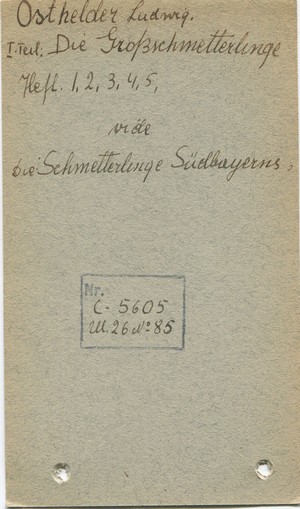 Osthelder Ludwig.
I. Teil. Die Großschmetterlinge
Heft. 1, 2, 3, 4, 5,
vide
Die Schmetterlinge Südbayerns,
Nr.
C- 5605
Ш. 26 № 85